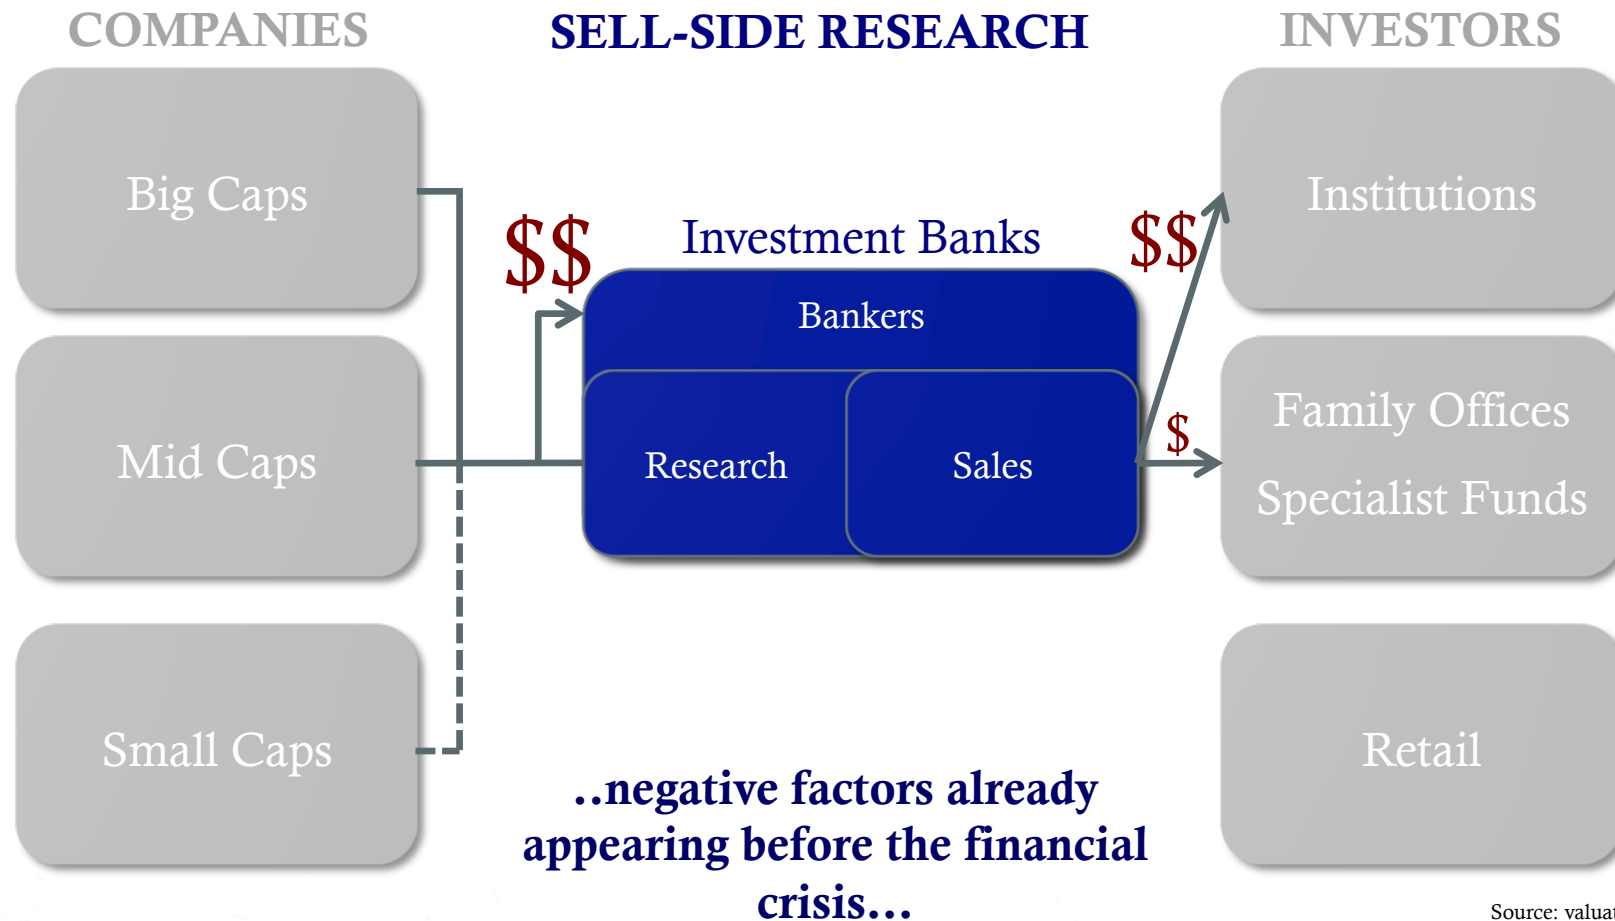 COMPANIES
SELL-SIDE RESEARCH
INVESTORS
Big Caps
$$
Investment Banks
$$
Institutions
Bankers
Mid Caps
Research
Sales
$
Family Offices
Specialist Funds
Small Caps
Retail
..negative factors already
appearing before the financial
crisis...
Source: